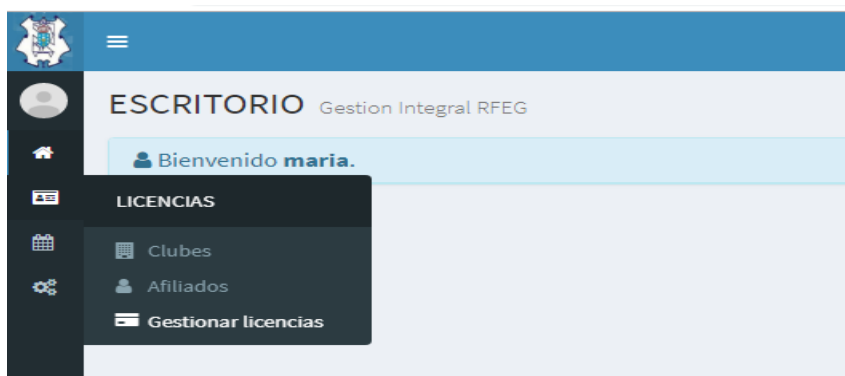 ESCRITORIO Gestion Integral RFEG
Bienvenido maria.
LICENCIAS
Clubes
Afiliados
Gestionar licencias